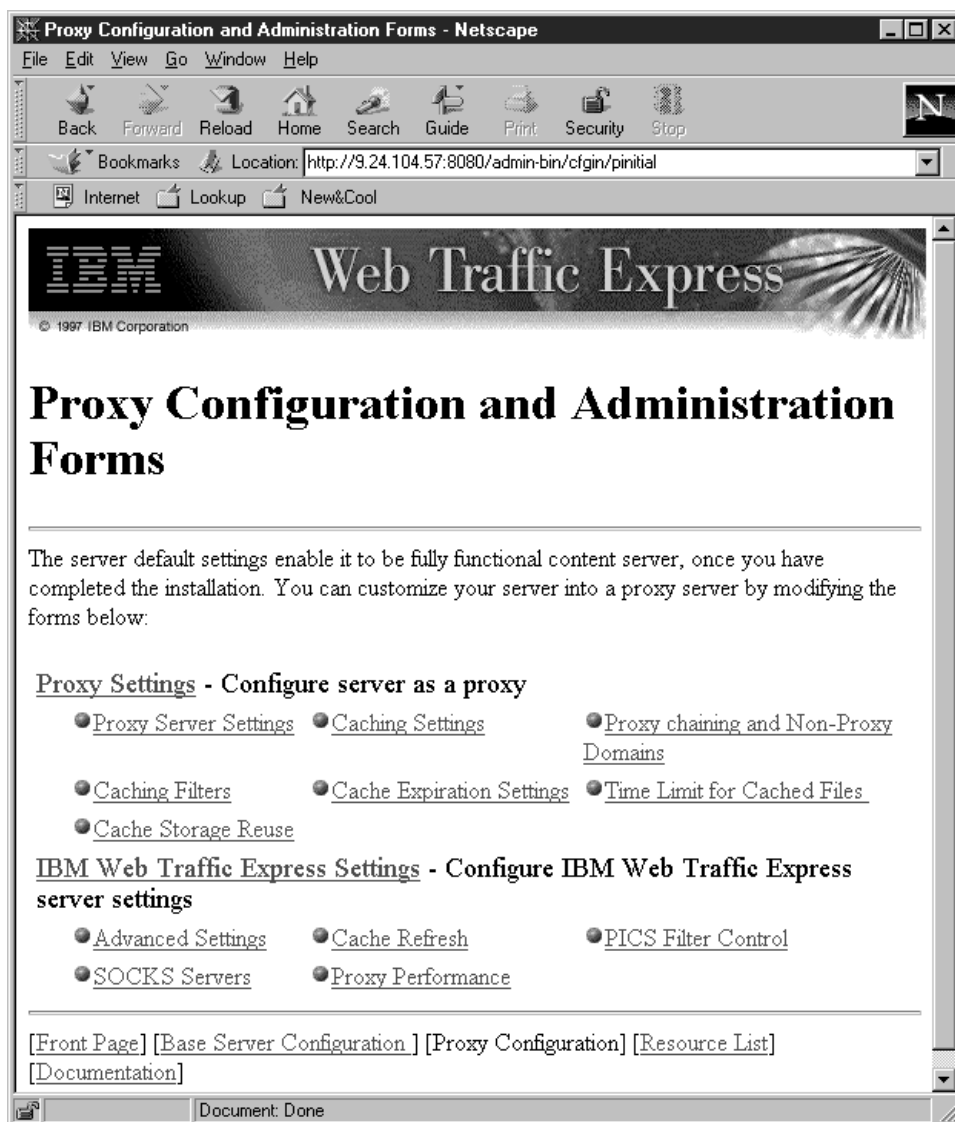 Proxy Configuration and Administration Forms - Netscape
File Edit View Go Window Help
Back Forward Reload Home Search Guide Print Security Stop
N
Bookmarks Location: http://9.24.104.57:8080/admin-bin/cfgin/pinitial
Internet Lookup New&Cool
IBM Web Traffic Express
© 1997 IBM Corporation
Proxy Configuration and Administration
Forms
The server default settings enable it to be fully functional content server, once you have
completed the installation. You can customize your server into a proxy server by modifying the
forms below:
Proxy Settings - Configure server as a proxy
Proxy Server Settings Caching Settings Proxy chaining and Non-Proxy
Domains
Caching Filters Cache Expiration Settings Time Limit for Cached Files
Cache Storage Reuse
IBM Web Traffic Express Settings - Configure IBM Web Traffic Express
server settings
Advanced Settings Cache Refresh PICS Filter Control
SOCKS Servers Proxy Performance
[Front Page] [Base Server Configuration ] [Proxy Configuration] [Resource List]
[Documentation]
Document: Done